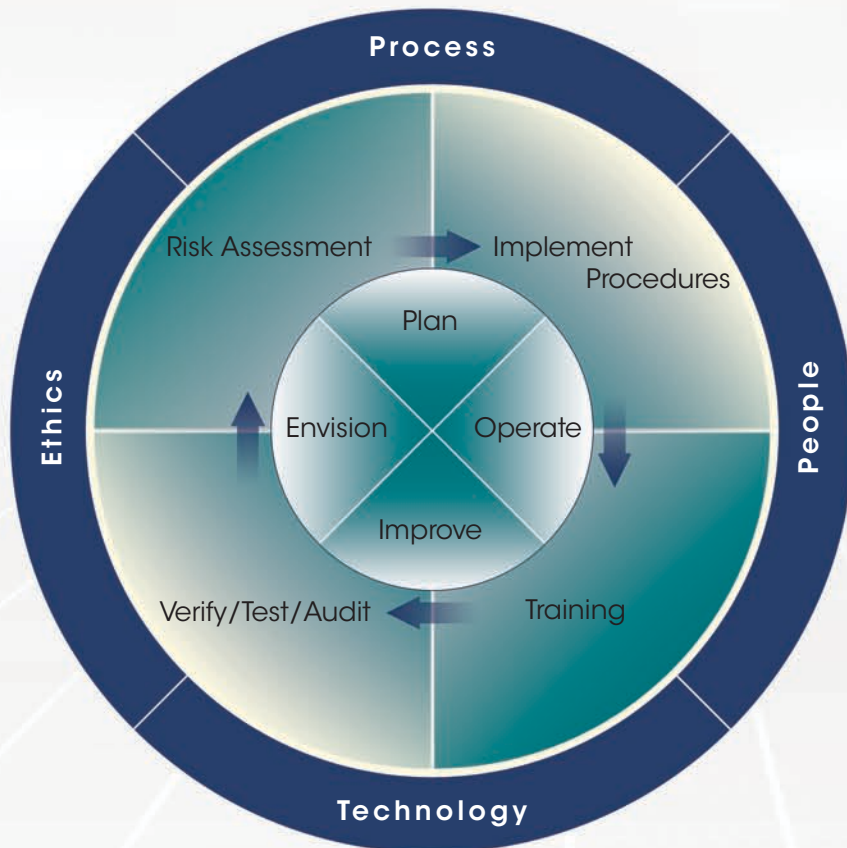 Process
Risk Assessment
Implement
Procedures
Plan
Ethics
Envision
Operate
People
Improve
Verify/Test/Audit
Training
Technology